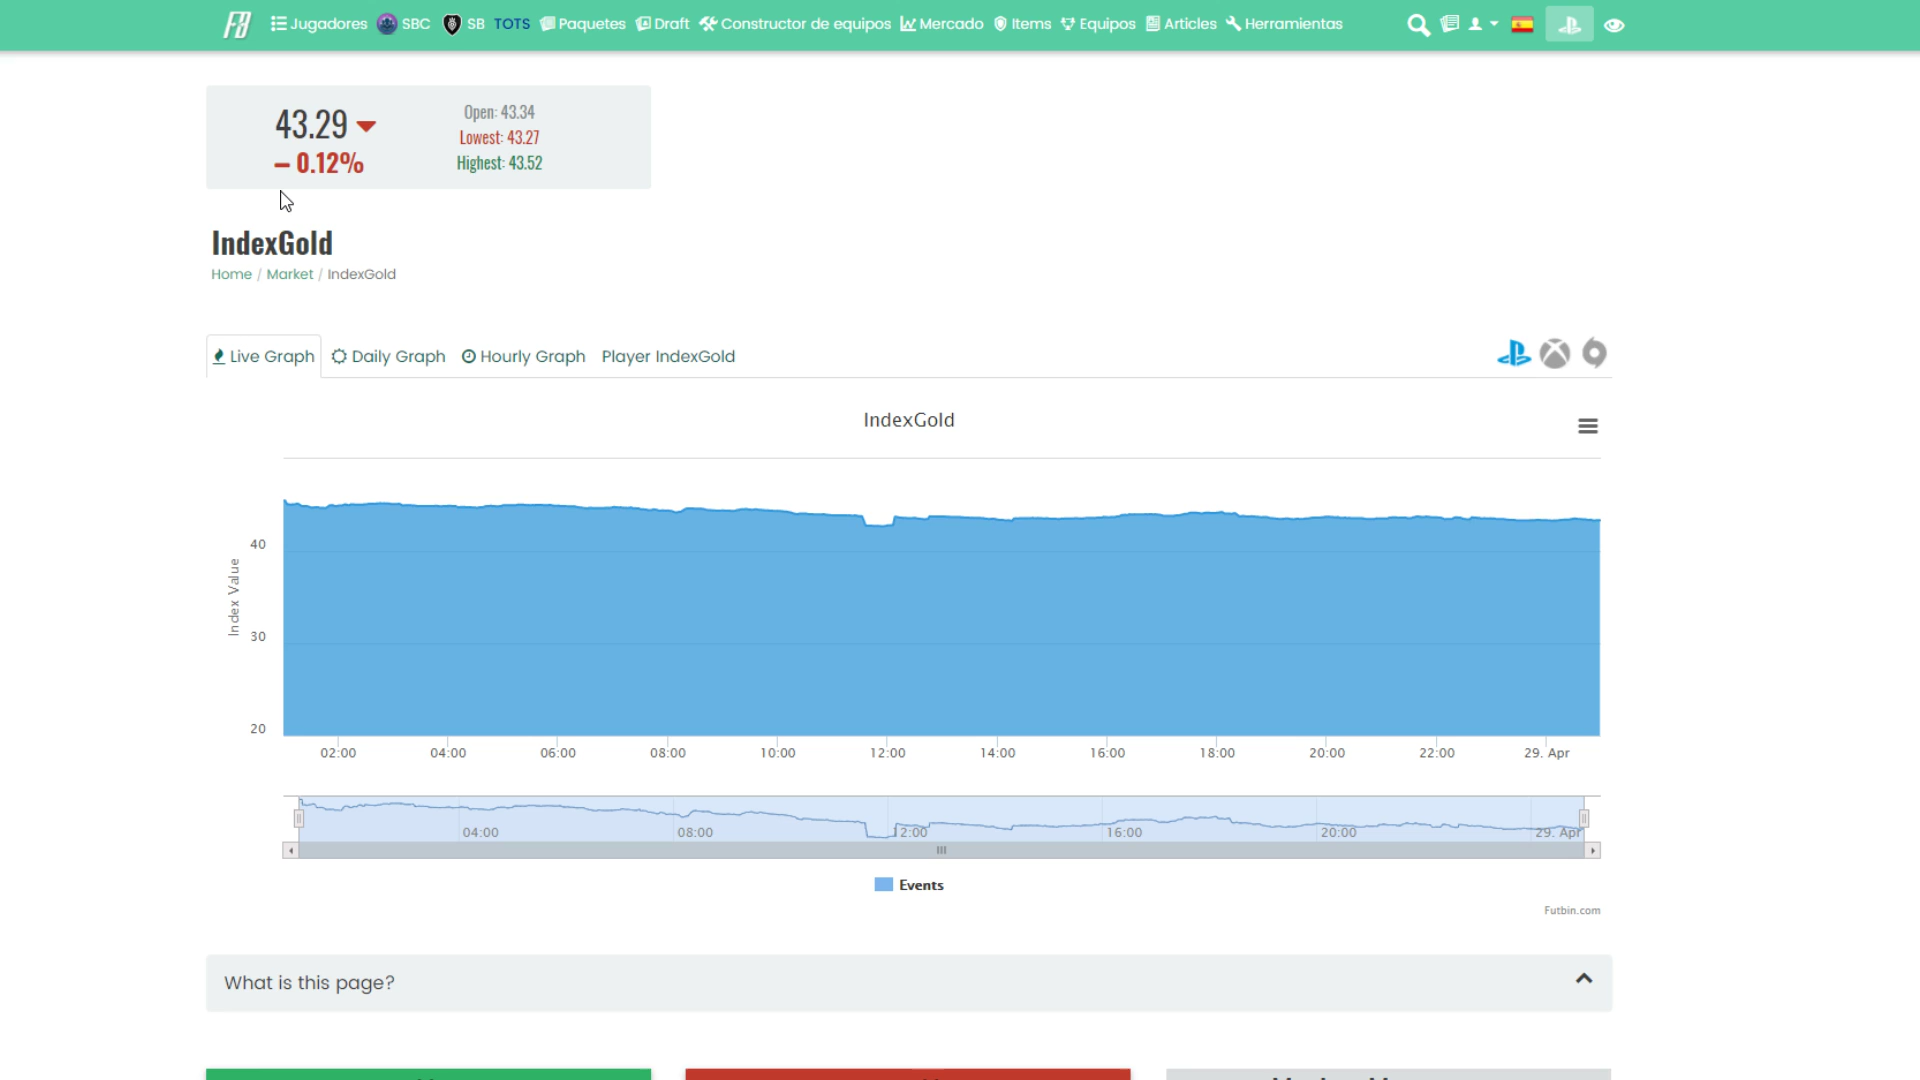 FB Jugadores SBC SB TOTS Paquetes Draft Constructor de equipos Mercado Items Equipos Articles Herramientas
43.29
– 0.12%
Open: 43.34
Lowest: 43.27
Highest: 43.52
IndexGold
Home / Market / IndexGold
Live Graph Daily Graph Hourly Graph Player IndexGold
IndexGold
Index Value
40
30
20
02:00 04:00 06:00 08:00 10:00 12:00 14:00 16:00 18:00 20:00 22:00 29. Apr
04:00 08:00 12:00 16:00 20:00 29. Apr
Events
Futbin.com
What is this page?